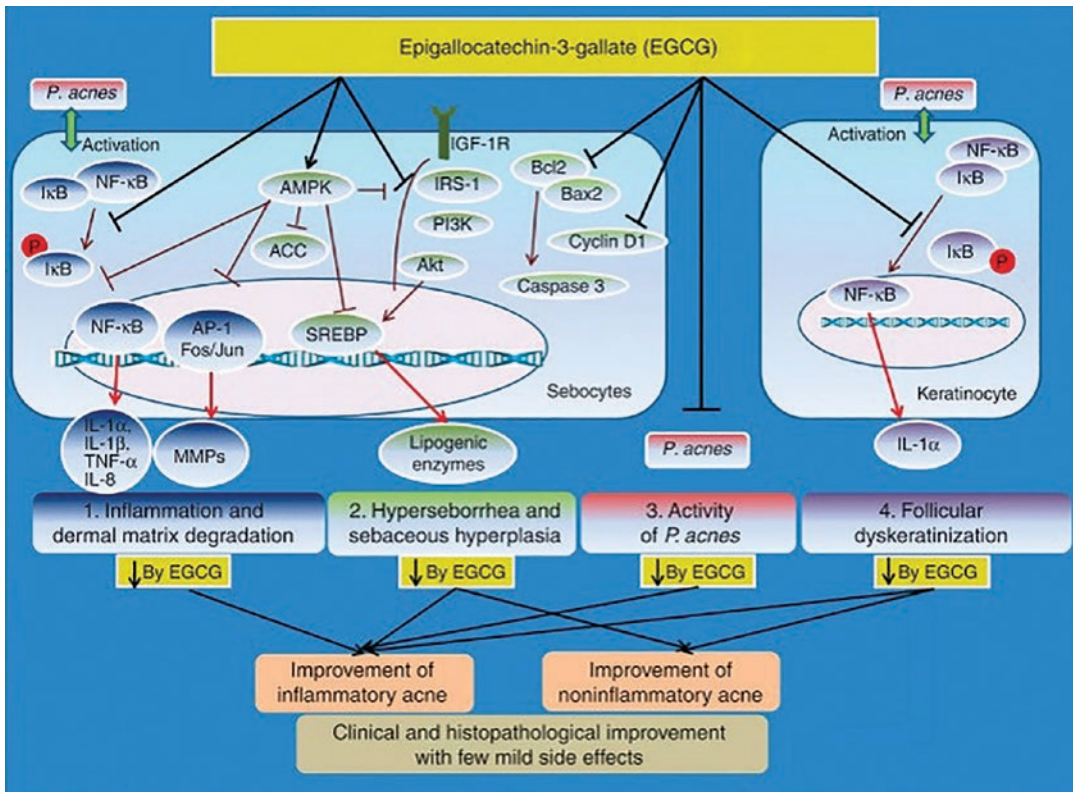 Epigallocatechin-3-gallate (EGCG)
P. acnes
P. acnes
Activation
Activation
IGF-1R
NF-κB
IκB
NF-κB
IκB
AMPK
IRS-1
Bcl2
Bax2
PI3K
ACC
Cyclin D1
P
IκB
Akt
Caspase 3
IκB
P
NF-κB
NF-κB
AP-1
Fos/Jun
SREBP
Sebocytes
Keratinocyte
IL-1α,
IL-1β,
TNF-α
IL-8
MMPs
Lipogenic
enzymes
P. acnes
IL-1α
1. Inflammation and
dermal matrix degradation
2. Hyperseborrhea and
sebaceous hyperplasia
3. Activity
of P. acnes
4. Follicular
dyskeratinization
↓By EGCG
↓By EGCG
↓By EGCG
↓By EGCG
Improvement of
inflammatory acne
Improvement of
noninflammatory acne
Clinical and histopathological improvement
with few mild side effects